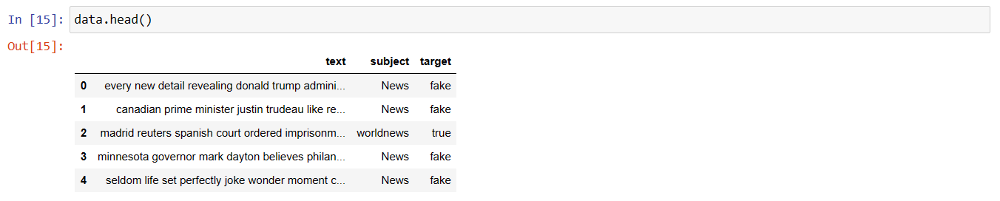 In [15]: data.head()
Out[15]:
text subject target
0 every new detail revealing donald trump admini... News fake
1 canadian prime minister justin trudeau like re... News fake
2 madrid reuters spanish court ordered imprisonm... worldnews true
3 minnesota governor mark dayton believes philan... News fake
4 seldom life set perfectly joke wonder moment c... News fake